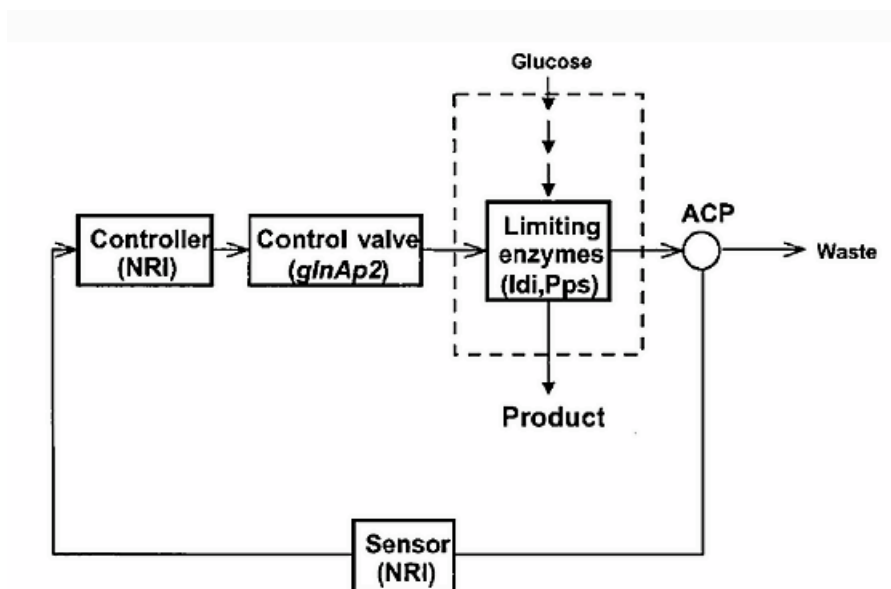 Glucose
Controller
(NRI)
Control valve
(glnAp2)
Limiting
enzymes
(Idi,Pps)
ACP
Waste
Product
Sensor
(NRI)